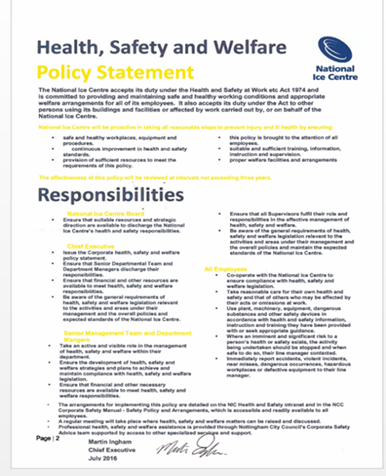 Health, Safety and Welfare
Policy Statement
National
Ice Centre
The National Ice Centre accepts its duty under the Health and Safety at Work etc Act 1974 and
is committed to providing and maintaining safe and healthy working conditions and appropriate
welfare arrangements for all of its employees. It also accepts its duty under the Act to other
persons using its buildings and facilities or affected by work carried out by, or on behalf of the
National Ice Centre.
National Ice Centre will be proactive in taking all reasonable steps to prevent injury and ill health by ensuring:
• safe and healthy workplaces, equipment and
procedures.
• continuous improvement in health and safety
standards.
• provision of sufficient resources to meet the
requirements of this policy.
• this policy is brought to the attention of all
employees.
• suitable and sufficient training, information,
instruction and supervision.
• proper welfare facilities and arrangements
The effectiveness of this policy will be reviewed at intervals not exceeding three years.
Responsibilities
National Ice Centre Board
• Ensure that suitable resources and strategic
direction are available to discharge the National
Ice Centre's health and safety responsibilities.
Chief Executive
• Issue the Corporate health, safety and welfare
policy statement.
• Ensure that Senior Departmental Team and
Department Managers discharge their
responsibilities.
• Ensure that financial and other resources are
available to meet health, safety and welfare
responsibilities.
• Be aware of the general requirements of
health, safety and welfare legislation relevant
to the activities and areas under their
management and the overall policies and
expected standards of the National Ice Centre.
Senior Management Team and Department
Mangers
• Take an active and visible role in the management
of health, safety and welfare within their
department.
• Ensure the development of health, safety and
welfare strategies and plans to achieve and
maintain compliance with health, safety and welfare
legislation.
• Ensure that financial and other necessary
resources are available to meet health, safety and
welfare responsibilities.
• Ensure that all Supervisors fulfil their role and
responsibilities in the effective management of
health, safety and welfare.
• Be aware of the general requirements of health,
safety and welfare legislation relevant to the
activities and areas under their management and
the overall policies and maintain the expected
standards of the National Ice Centre.
All Employees
• Co-operate with the National Ice Centre to
ensure compliance with health, safety and
welfare legislation.
• Take reasonable care for their own health and
safety and that of others who may be affected by
their acts or omissions at work.
• Use plant, machinery, equipment, dangerous
substances and other safety devices in
accordance with health and safety information,
instruction and training they have been provided
with or seek appropriate guidance.
• Where an imminent and significant risk to a
person's health or safety exists, the activity
being undertaken should be stopped and when
safe to do so, their line manager contacted.
• Immediately report accidents, violent incidents,
near misses, dangerous occurrences, hazardous
workplaces or defective equipment to their line
manager.
• The arrangements for implementing this policy are detailed on the NIC Health and Safety intranet and in the NCC
Corporate Safety Manual - Safety Policy and Arrangements, which is accessible and readily available to all
employees.
• A regular meeting will take place where health, safety and welfare matters can be raised and discussed.
• Professional health, safety and welfare assistance is provided through Nottingham City Council's Corporate Safety
Advice team supported by access to other specialised services and support.
Page | 2
Martin Ingham
Chief Executive
July 2016